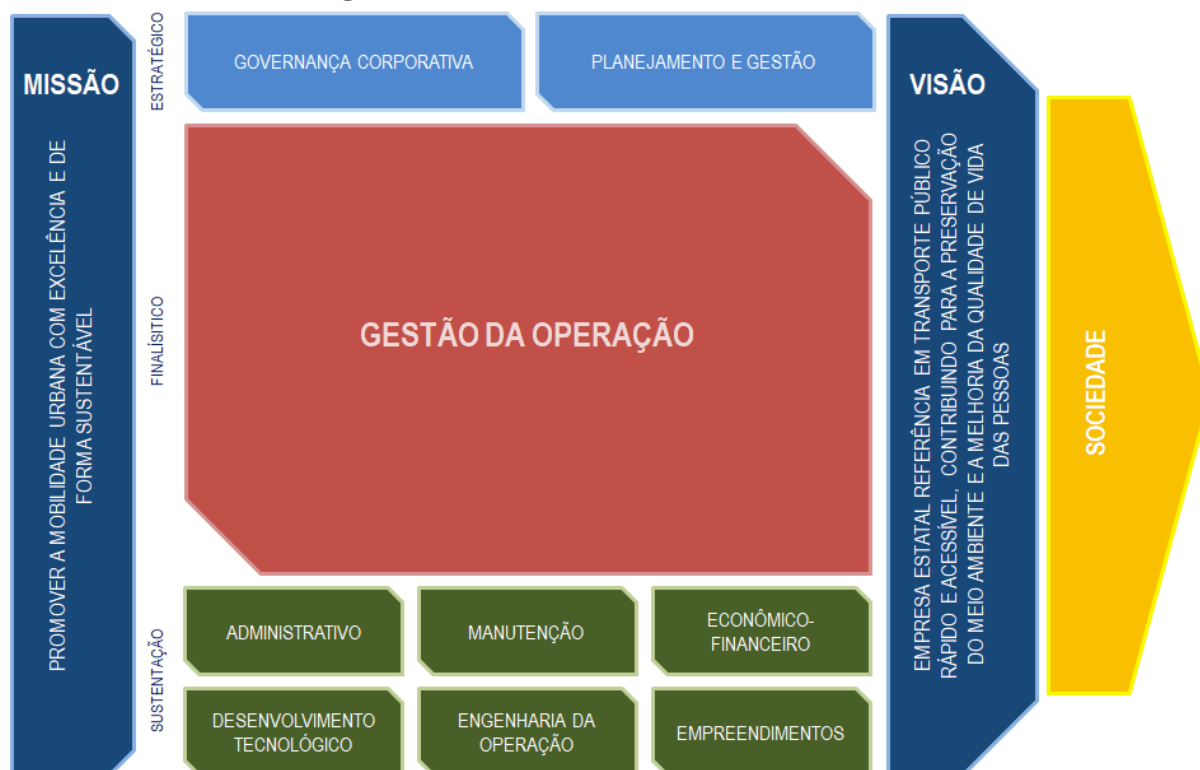 MISSÃO
PROMOVER A MOBILIDADE URBANA COM EXCELÊNCIA E DE
FORMA SUSTENTÁVEL
ESTRATÉGICO
GOVERNANÇA CORPORATIVA
PLANEJAMENTO E GESTÃO
FINALÍSITICO
GESTÃO DA OPERAÇÃO
SUSTENTAÇÃO
ADMINISTRATIVO
MANUTENÇÃO
ECONÔMICO-
FINANCEIRO
DESENVOLVIMENTO
TECNOLÓGICO
ENGENHARIA DA
OPERAÇÃO
EMPREENDIMENTOS
VISÃO
EMPRESA ESTATAL REFERÊNCIA EM TRANSPORTE PÚBLICO
RÁPIDO E ACESSÍVEL, CONTRIBUINDO PARA A PRESERVAÇÃO
DO MEIO AMBIENTE E A MELHORIA DA QUALIDADE DE VIDA
DAS PESSOAS
SOCIEDADE